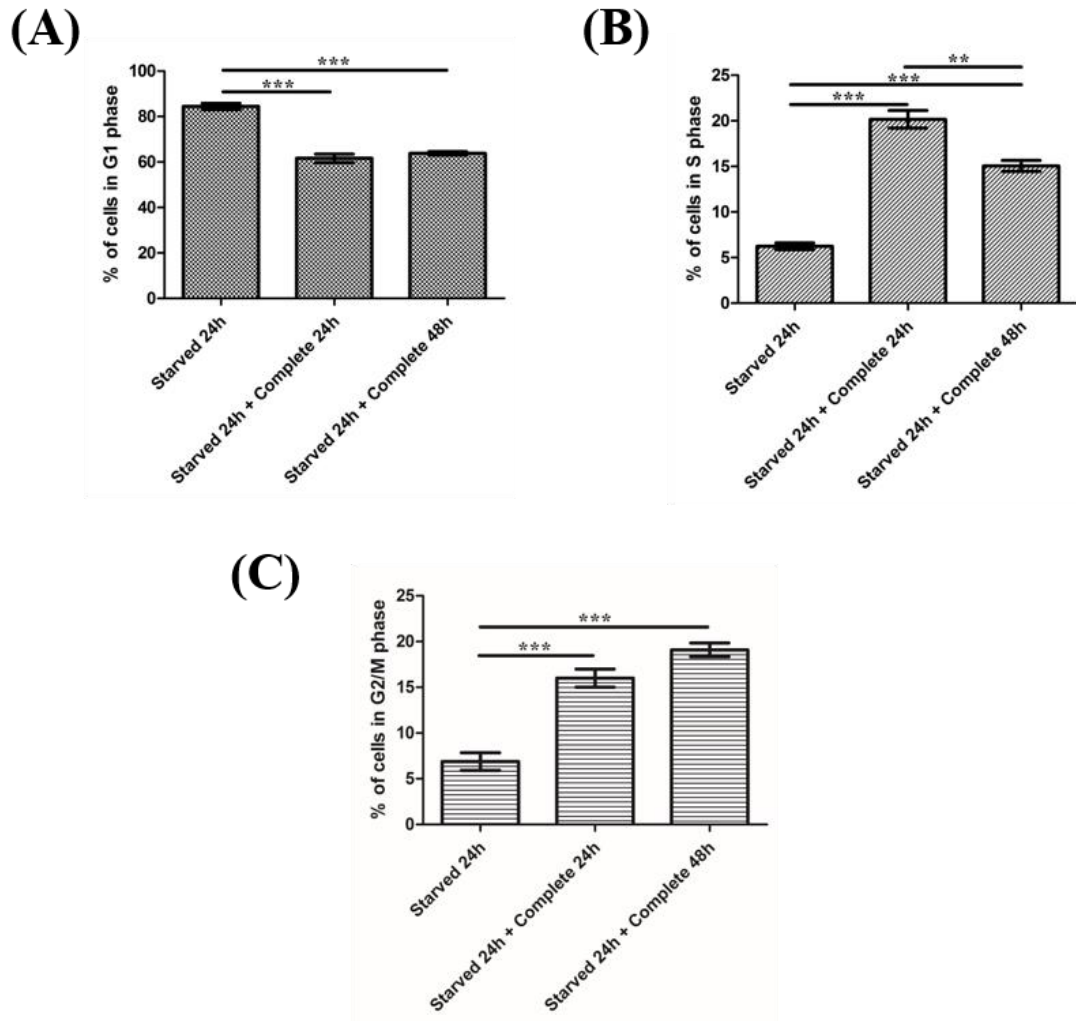 (A)
% of cells in G1 phase
100
80
60
40
20
0
***
***
Starved 24h
Starved 24h + Complete 24h
Starved 24h + Complete 48h
(B)
% of cells in S phase
25
20
15
10
5
0
**
***
***
Starved 24h
Starved 24h + Complete 24h
Starved 24h + Complete 48h
(C)
% of cells in G2/M phase
25
20
15
10
5
0
***
***
Starved 24h
Starved 24h + Complete 24h
Starved 24h + Complete 48h